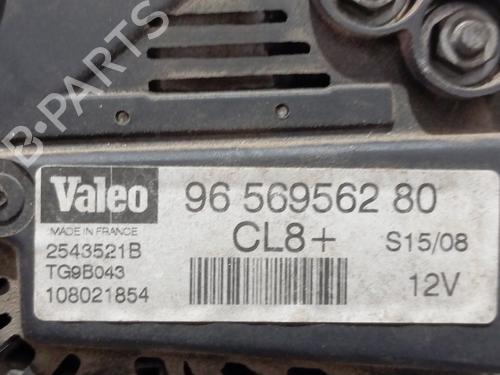 B-PARTS
Valeo
96 569562 80
MADE IN FRANCE
CL8+
S15/08
2543521B
TG9B043
108021854
12V